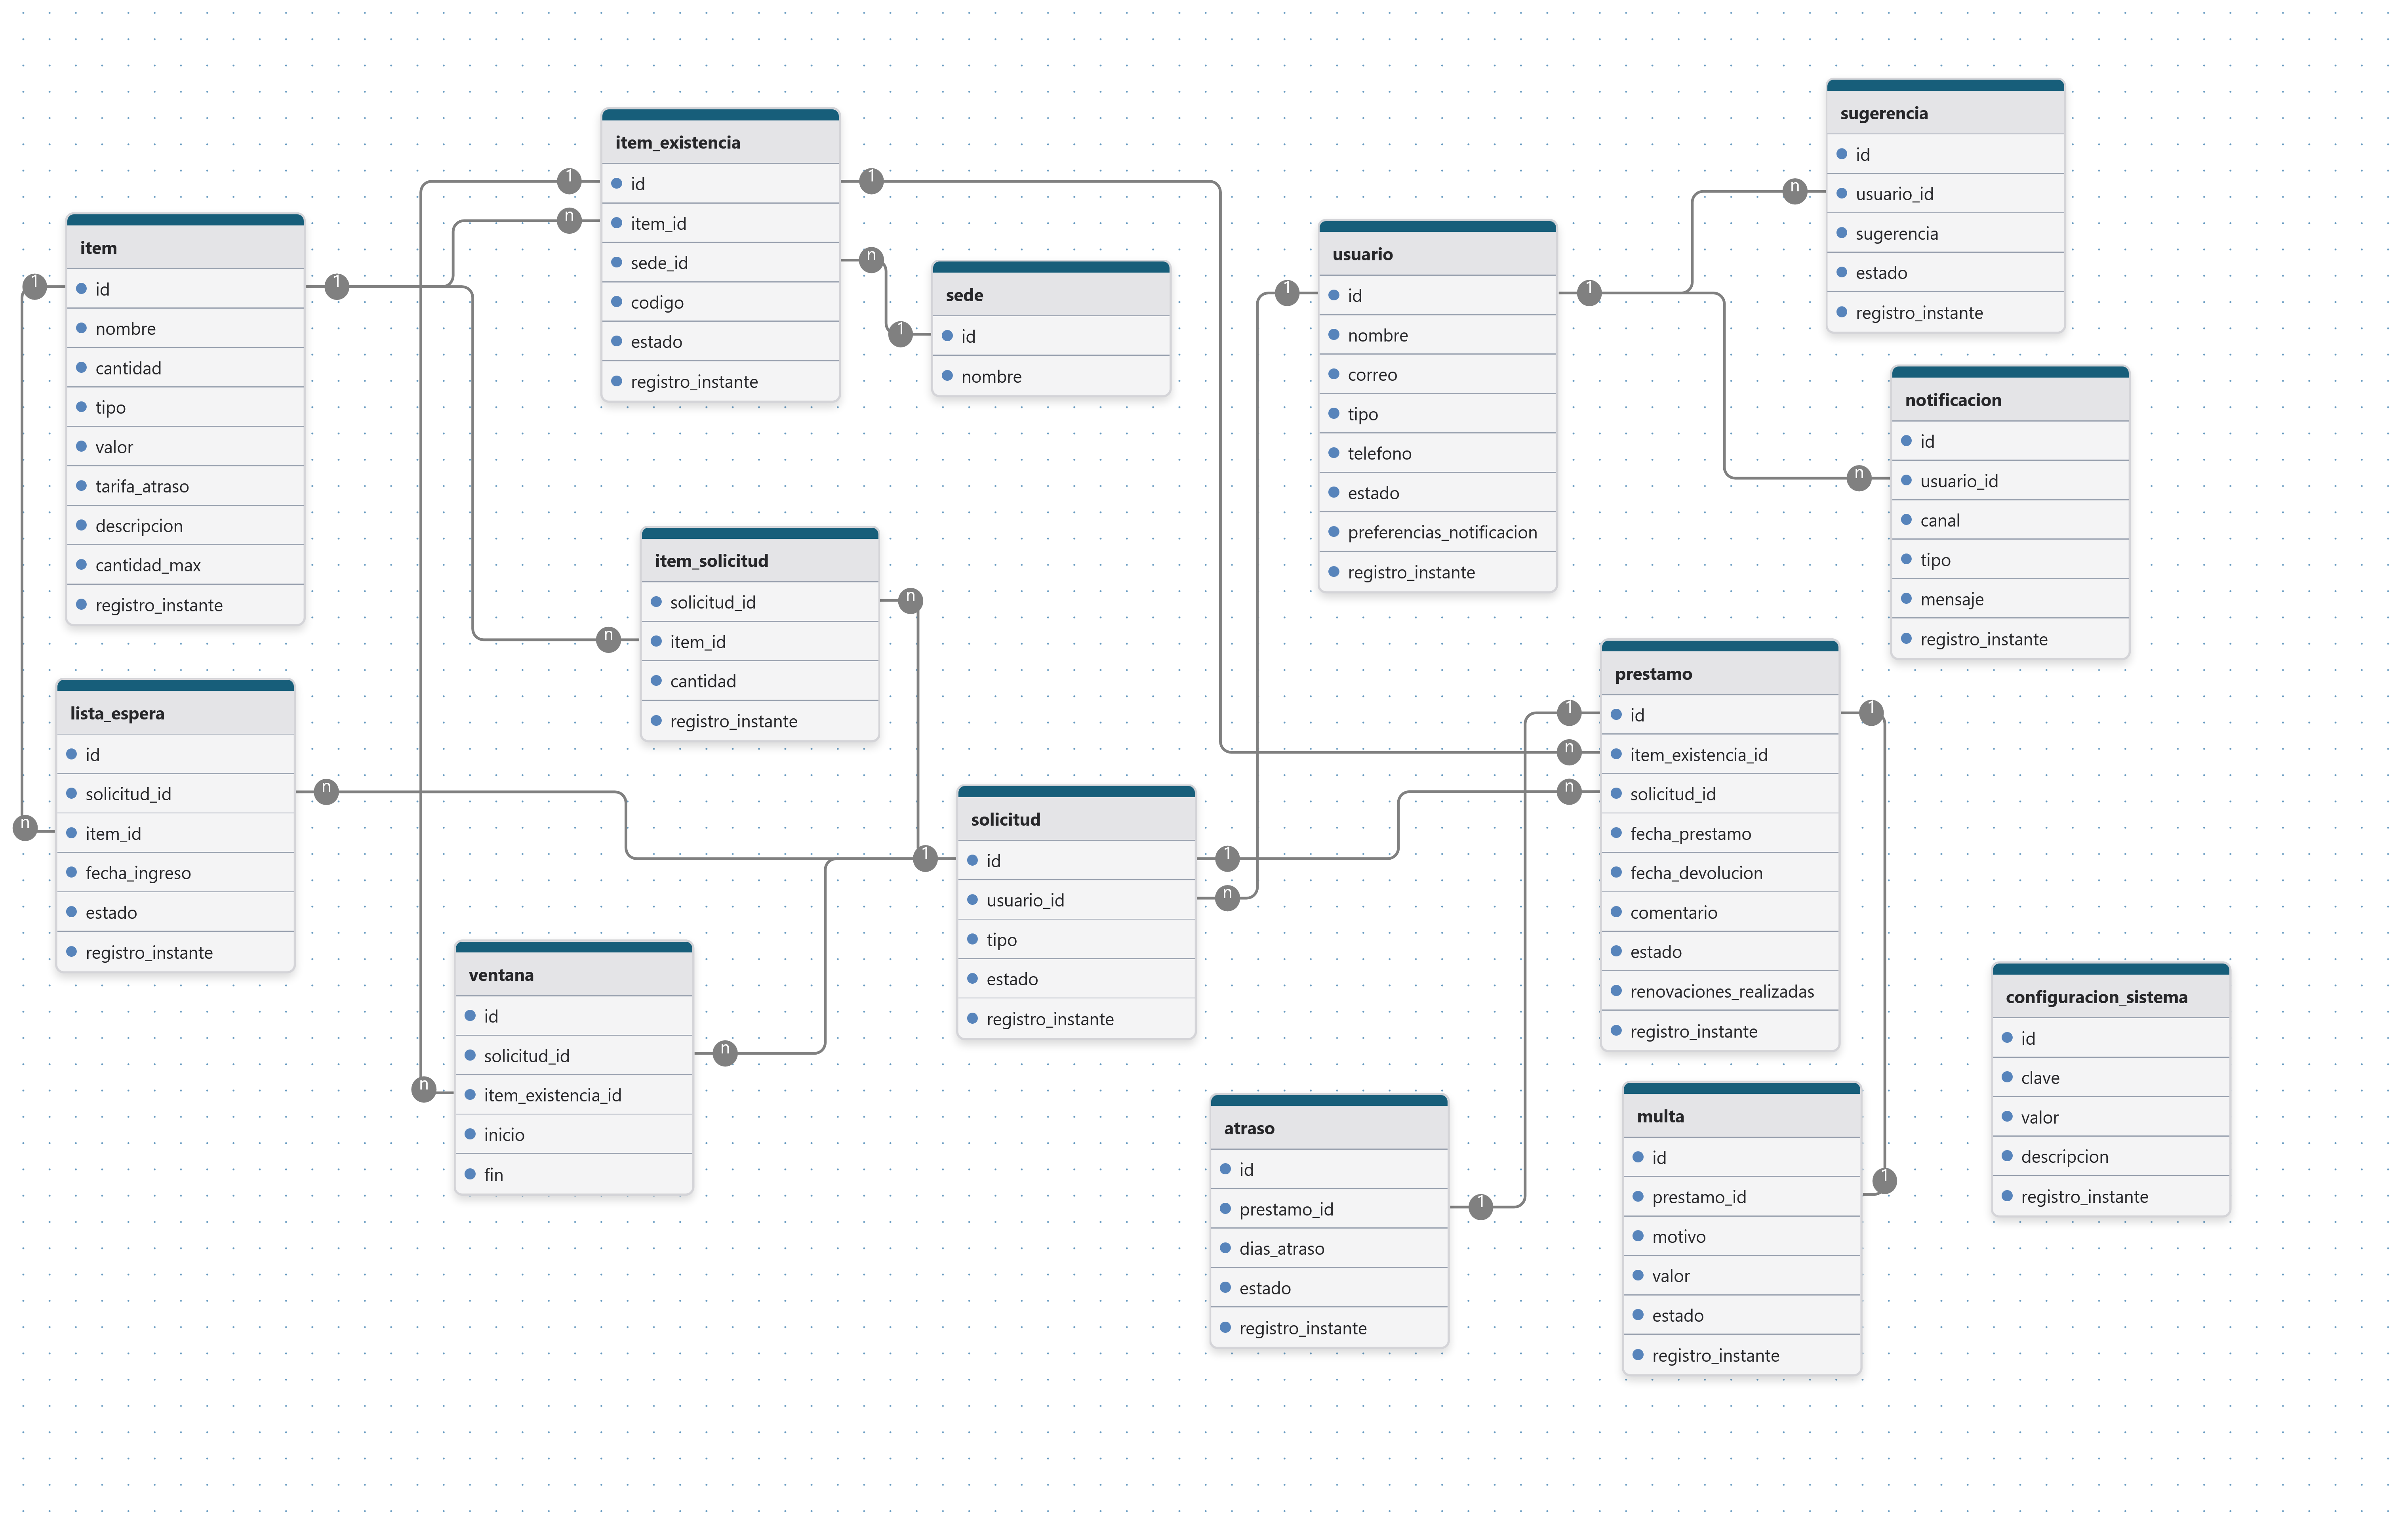 item
id
nombre
cantidad
tipo
valor
tarifa_atraso
descripcion
cantidad_max
registro_instante
lista_espera
id
solicitud_id
item_id
fecha_ingreso
estado
registro_instante
item_existencia
id
item_id
sede_id
codigo
estado
registro_instante
sede
id
nombre
item_solicitud
solicitud_id
item_id
cantidad
registro_instante
ventana
id
solicitud_id
item_existencia_id
inicio
fin
solicitud
id
usuario_id
tipo
estado
registro_instante
usuario
id
nombre
correo
tipo
telefono
estado
preferencias_notificacion
registro_instante
sugerencia
id
usuario_id
sugerencia
estado
registro_instante
notificacion
id
usuario_id
canal
tipo
mensaje
registro_instante
prestamo
id
item_existencia_id
solicitud_id
fecha_prestamo
fecha_devolucion
comentario
estado
renovaciones_realizadas
registro_instante
atraso
id
prestamo_id
dias_atraso
estado
registro_instante
multa
id
prestamo_id
motivo
valor
estado
registro_instante
configuracion_sistema
id
clave
valor
descripcion
registro_instante
1
1
n
1
n
1
n
1
n
n
n
n
n
n
1
1
n
1
1
n
n
1
n
n
1
1
1